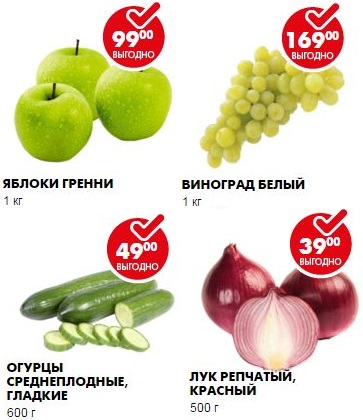 99⁰⁰
ВЫГОДНО
ЯБЛОКИ ГРЕННИ
1 кг
169⁰⁰
ВЫГОДНО
ВИНОГРАД БЕЛЫЙ
1 кг
49⁰⁰
ВЫГОДНО
ОГУРЦЫ
СРЕДНЕПЛОДНЫЕ,
ГЛАДКИЕ
600 г
39⁰⁰
ВЫГОДНО
ЛУК РЕПЧАТЫЙ,
КРАСНЫЙ
500 г